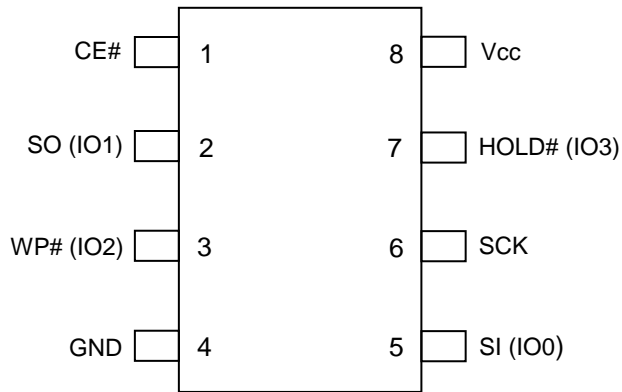 CE# 1 8 Vcc
SO (IO1) 2 7 HOLD# (IO3)
WP# (IO2) 3 6 SCK
GND 4 5 SI (IO0)